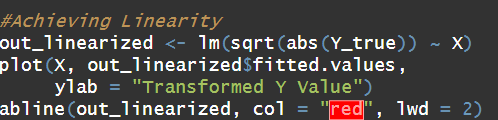 #Achieving Linearity
out_linearized <- lm(sqrt(abs(Y_true)) ~ X)
plot(X, out_linearized$fitted.values,
     ylab = "Transformed Y Value")
abline(out_linearized, col = "red", lwd = 2)